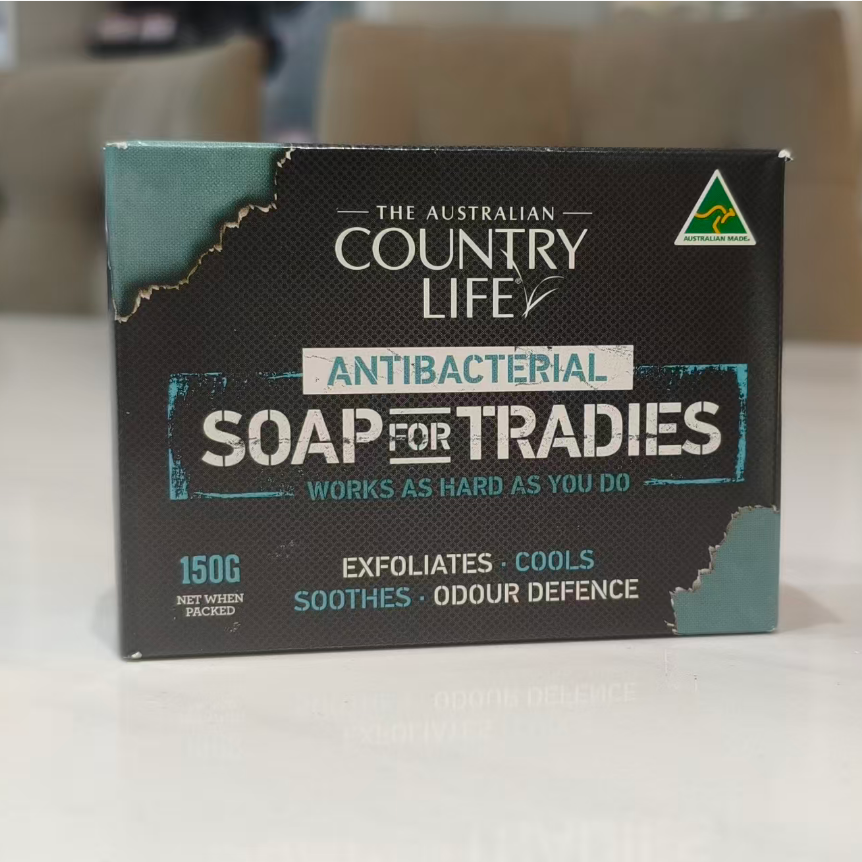 THE AUSTRALIAN
COUNTRY
LIFE
AUSTRALIAN MADE
ANTIBACTERIAL
SOAP FOR TRADIES
WORKS AS HARD AS YOU DO
EXFOLIATES · COOLS
SOOTHES · ODOUR DEFENCE
150G
NET WHEN
PACKED